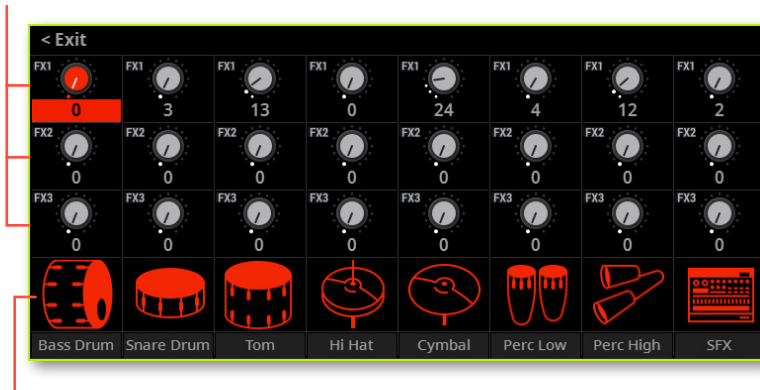 < Exit
FX1 FX1 FX1 FX1 FX1 FX1 FX1 FX1
0 3 13 0 24 4 12 2
FX2 FX2 FX2 FX2 FX2 FX2 FX2 FX2
0 0 0 0 0 0 0 0
FX3 FX3 FX3 FX3 FX3 FX3 FX3 FX3
0 0 0 0 0 0 0 0
Bass Drum Snare Drum Tom Hi Hat Cymbal Perc Low Perc High SFX